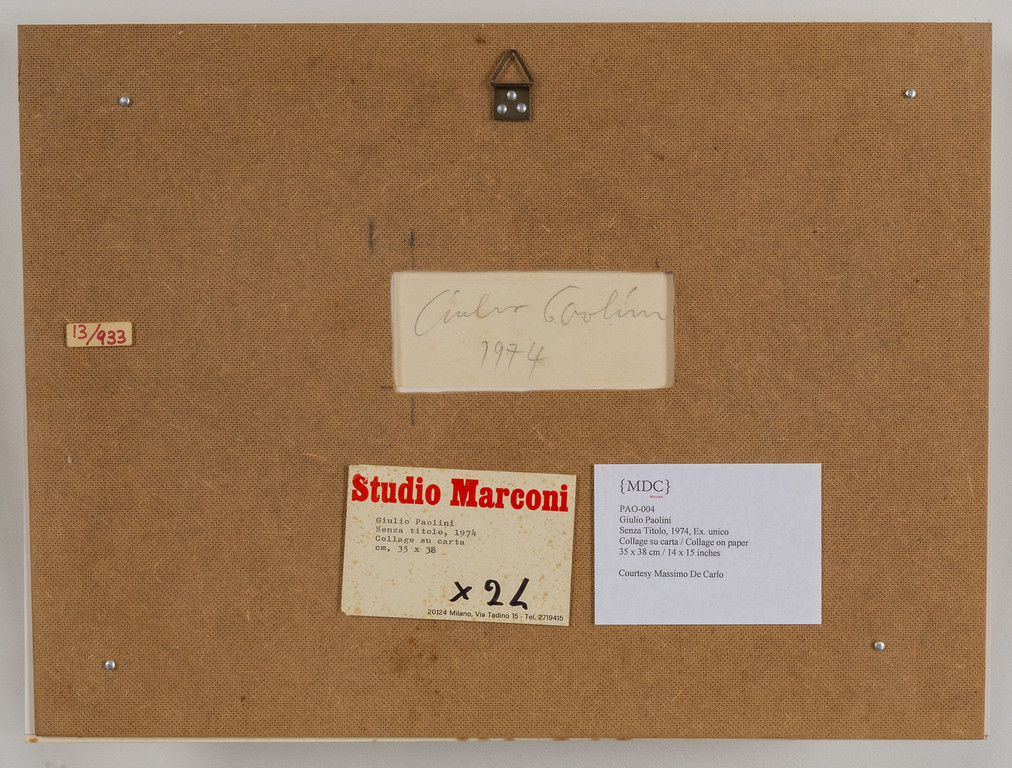 13/933
Giulio Paolini
1974
Studio Marconi
Giulio Paolini
Senza titolo, 1974
Collage su carta
cm. 35 x 38
20124 Milano, Via Tadino 15 - Tel. 2719415
{MDC}
PAO-004
Giulio Paolini
Senza Titolo, 1974, Ex. unico
Collage su carta / Collage on paper
35 x 38 cm / 14 x 15 inches
Courtesy Massimo De Carlo